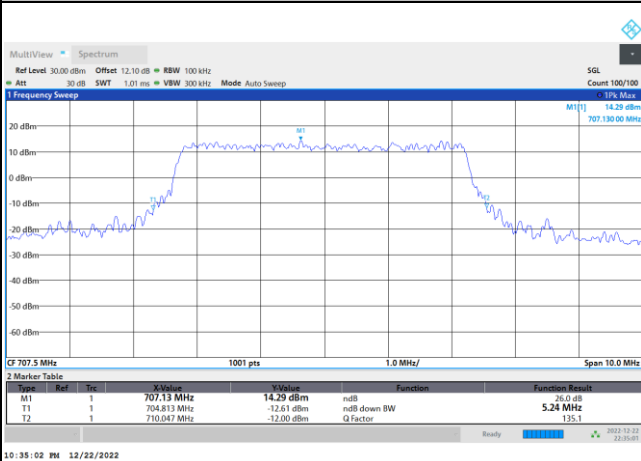 MultiView Spectrum
Ref Level 30.00 dBm Offset 12.10 dB RBW 100 kHz SGL
Att 30 dB SWT 1.01 ms VBW 300 kHz Mode Auto Sweep Count 100/100
1 Frequency Sweep 1Pk Max
M1[1] 14.29 dBm
707.130 00 MHz
M1
20 dBm
10 dBm
0 dBm
T1
T2
-10 dBm
-20 dBm
-30 dBm
-40 dBm
-50 dBm
-60 dBm
CF 707.5 MHz 1001 pts 1.0 MHz/ Span 10.0 MHz
2 Marker Table
Type Ref Trc X-Value Y-Value Function Function Result
M1 1 707.13 MHz 14.29 dBm ndB 26.0 dB
T1 1 704.813 MHz -12.61 dBm ndB down BW 5.24 MHz
T2 1 710.047 MHz -12.00 dBm Q Factor 135.1
Ready 2022-12-22
22:35:01
10:35:02 PM 12/22/2022